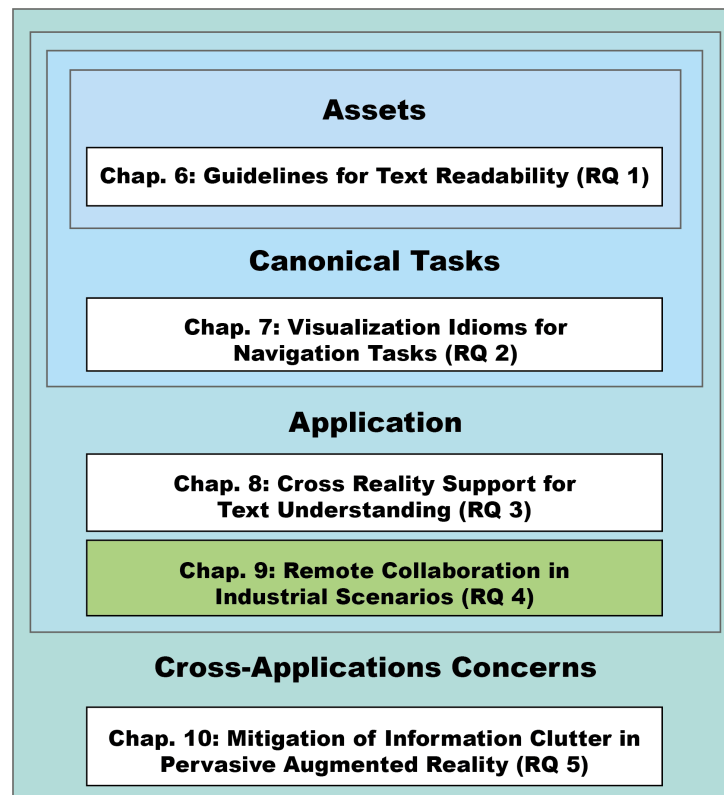 Assets
Chap. 6: Guidelines for Text Readability (RQ 1)
Canonical Tasks
Chap. 7: Visualization Idioms for
Navigation Tasks (RQ 2)
Application
Chap. 8: Cross Reality Support for
Text Understanding (RQ 3)
Chap. 9: Remote Collaboration in
Industrial Scenarios (RQ 4)
Cross-Applications Concerns
Chap. 10: Mitigation of Information Clutter in
Pervasive Augmented Reality (RQ 5)